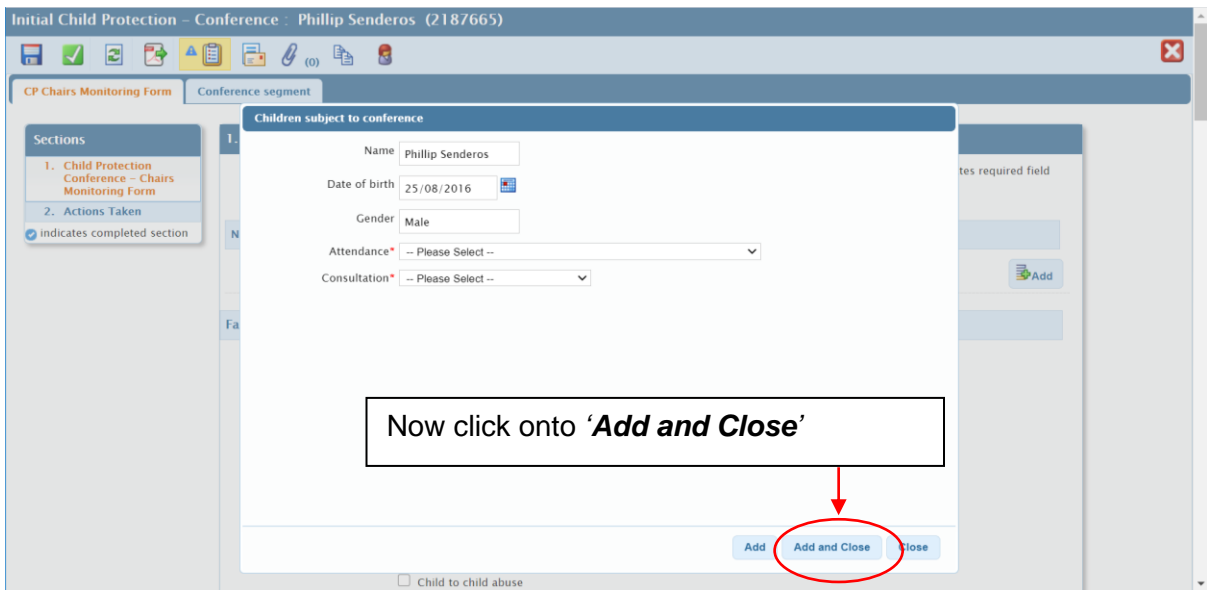 Initial Child Protection – Conference : Phillip Senderos (2187665)
(0)
CP Chairs Monitoring Form Conference segment
Children subject to conference
Sections
1. Child Protection
Conference – Chairs
Monitoring Form
2. Actions Taken
indicates completed section
1.
Name Phillip Senderos
Date of birth 25/08/2016
Gender Male
Attendance* -- Please Select --
Consultation* -- Please Select --
tes required field
N
Add
Fa
Now click onto ‘Add and Close’
Add Add and Close Close
Child to child abuse